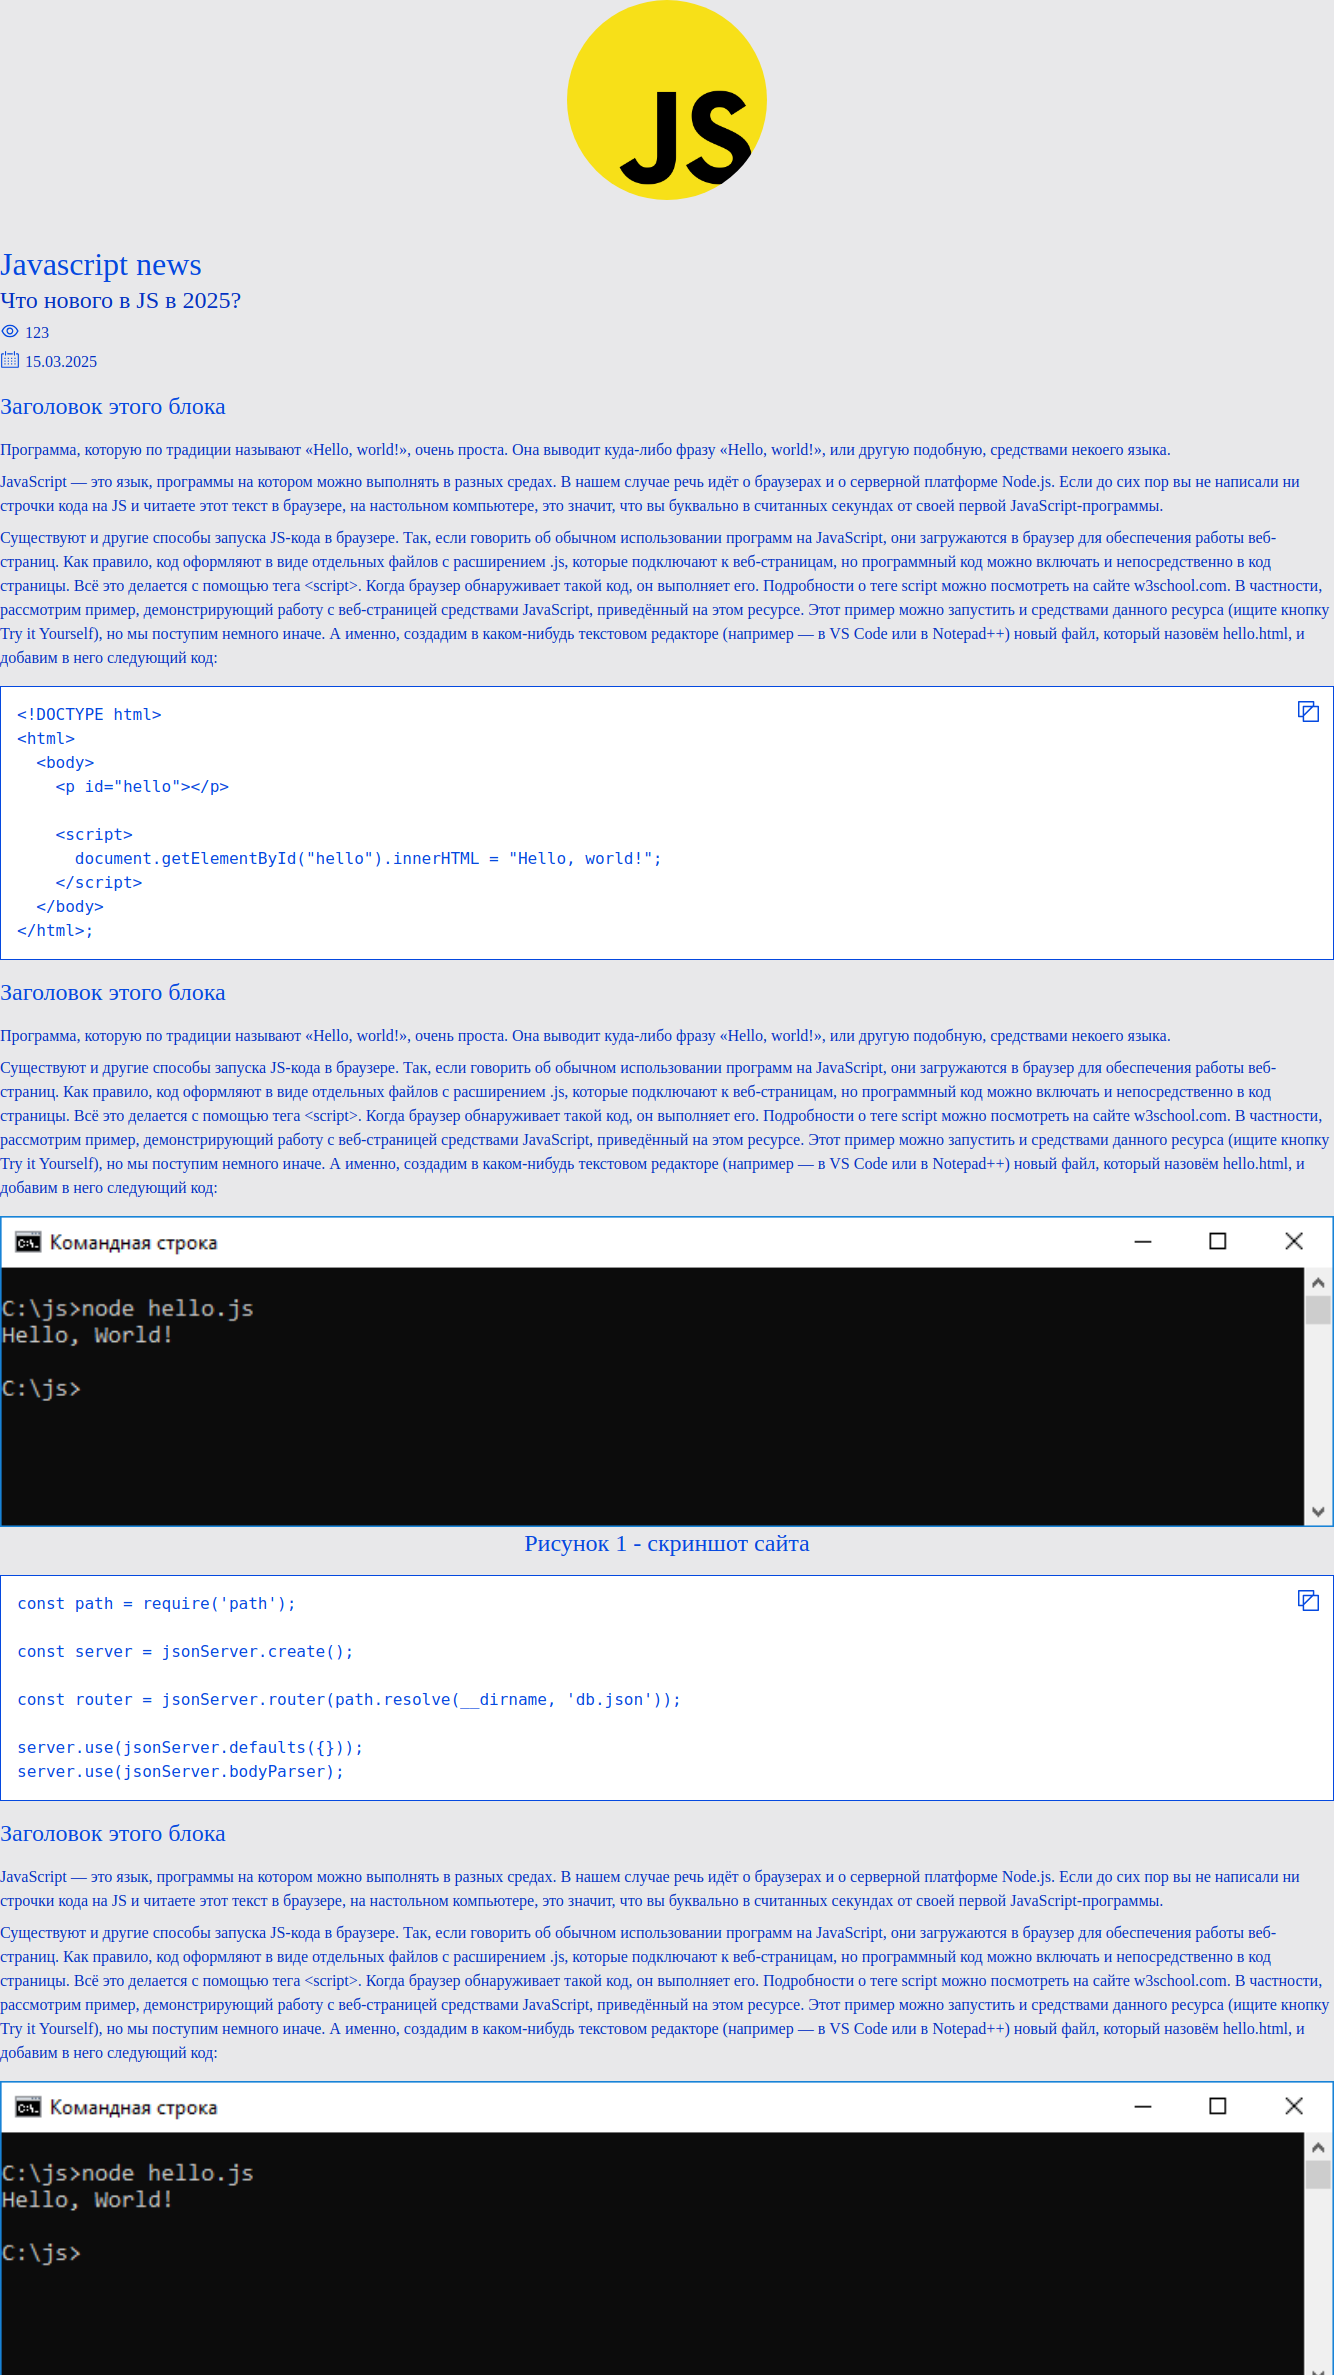 JS
Javascript news
Что нового в JS в 2025?
123
15.03.2025
Заголовок этого блока
Программа, которую по традиции называют «Hello, world!», очень проста. Она выводит куда-либо фразу «Hello, world!», или другую подобную, средствами некоего языка.
JavaScript — это язык, программы на котором можно выполнять в разных средах. В нашем случае речь идёт о браузерах и о серверной платформе Node.js. Если до сих пор вы не написали ни
строчки кода на JS и читаете этот текст в браузере, на настольном компьютере, это значит, что вы буквально в считанных секундах от своей первой JavaScript-программы.
Существуют и другие способы запуска JS-кода в браузере. Так, если говорить об обычном использовании программ на JavaScript, они загружаются в браузер для обеспечения работы веб-
страниц. Как правило, код оформляют в виде отдельных файлов с расширением .js, которые подключают к веб-страницам, но программный код можно включать и непосредственно в код
страницы. Всё это делается с помощью тега <script>. Когда браузер обнаруживает такой код, он выполняет его. Подробности о теге script можно посмотреть на сайте w3school.com. В частности,
рассмотрим пример, демонстрирующий работу с веб-страницей средствами JavaScript, приведённый на этом ресурсе. Этот пример можно запустить и средствами данного ресурса (ищите кнопку
Try it Yourself), но мы поступим немного иначе. А именно, создадим в каком-нибудь текстовом редакторе (например — в VS Code или в Notepad++) новый файл, который назовём hello.html, и
добавим в него следующий код:
<!DOCTYPE html>
<html>
  <body>
    <p id="hello"></p>

    <script>
      document.getElementById("hello").innerHTML = "Hello, world!";
    </script>
  </body>
</html>;
Заголовок этого блока
Программа, которую по традиции называют «Hello, world!», очень проста. Она выводит куда-либо фразу «Hello, world!», или другую подобную, средствами некоего языка.
Существуют и другие способы запуска JS-кода в браузере. Так, если говорить об обычном использовании программ на JavaScript, они загружаются в браузер для обеспечения работы веб-
страниц. Как правило, код оформляют в виде отдельных файлов с расширением .js, которые подключают к веб-страницам, но программный код можно включать и непосредственно в код
страницы. Всё это делается с помощью тега <script>. Когда браузер обнаруживает такой код, он выполняет его. Подробности о теге script можно посмотреть на сайте w3school.com. В частности,
рассмотрим пример, демонстрирующий работу с веб-страницей средствами JavaScript, приведённый на этом ресурсе. Этот пример можно запустить и средствами данного ресурса (ищите кнопку
Try it Yourself), но мы поступим немного иначе. А именно, создадим в каком-нибудь текстовом редакторе (например — в VS Code или в Notepad++) новый файл, который назовём hello.html, и
добавим в него следующий код:
Командная строка
C:\js>node hello.js
Hello, World!
C:\js>
Рисунок 1 - скриншот сайта
const path = require('path');

const server = jsonServer.create();

const router = jsonServer.router(path.resolve(__dirname, 'db.json'));

server.use(jsonServer.defaults({}));
server.use(jsonServer.bodyParser);
Заголовок этого блока
JavaScript — это язык, программы на котором можно выполнять в разных средах. В нашем случае речь идёт о браузерах и о серверной платформе Node.js. Если до сих пор вы не написали ни
строчки кода на JS и читаете этот текст в браузере, на настольном компьютере, это значит, что вы буквально в считанных секундах от своей первой JavaScript-программы.
Существуют и другие способы запуска JS-кода в браузере. Так, если говорить об обычном использовании программ на JavaScript, они загружаются в браузер для обеспечения работы веб-
страниц. Как правило, код оформляют в виде отдельных файлов с расширением .js, которые подключают к веб-страницам, но программный код можно включать и непосредственно в код
страницы. Всё это делается с помощью тега <script>. Когда браузер обнаруживает такой код, он выполняет его. Подробности о теге script можно посмотреть на сайте w3school.com. В частности,
рассмотрим пример, демонстрирующий работу с веб-страницей средствами JavaScript, приведённый на этом ресурсе. Этот пример можно запустить и средствами данного ресурса (ищите кнопку
Try it Yourself), но мы поступим немного иначе. А именно, создадим в каком-нибудь текстовом редакторе (например — в VS Code или в Notepad++) новый файл, который назовём hello.html, и
добавим в него следующий код:
Командная строка
C:\js>node hello.js
Hello, World!
C:\js>